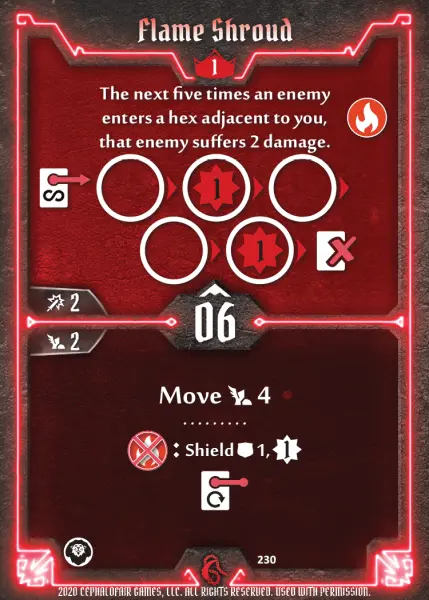 Flame Shroud
1
The next five times an enemy
enters a hex adjacent to you,
that enemy suffers 2 damage.
S
1
1
2
06
2
Move 4
: Shield 1, 1
230
2020 CEPHALOFAIR GAMES, LLC. ALL RIGHTS RESERVED. USED WITH PERMISSION.